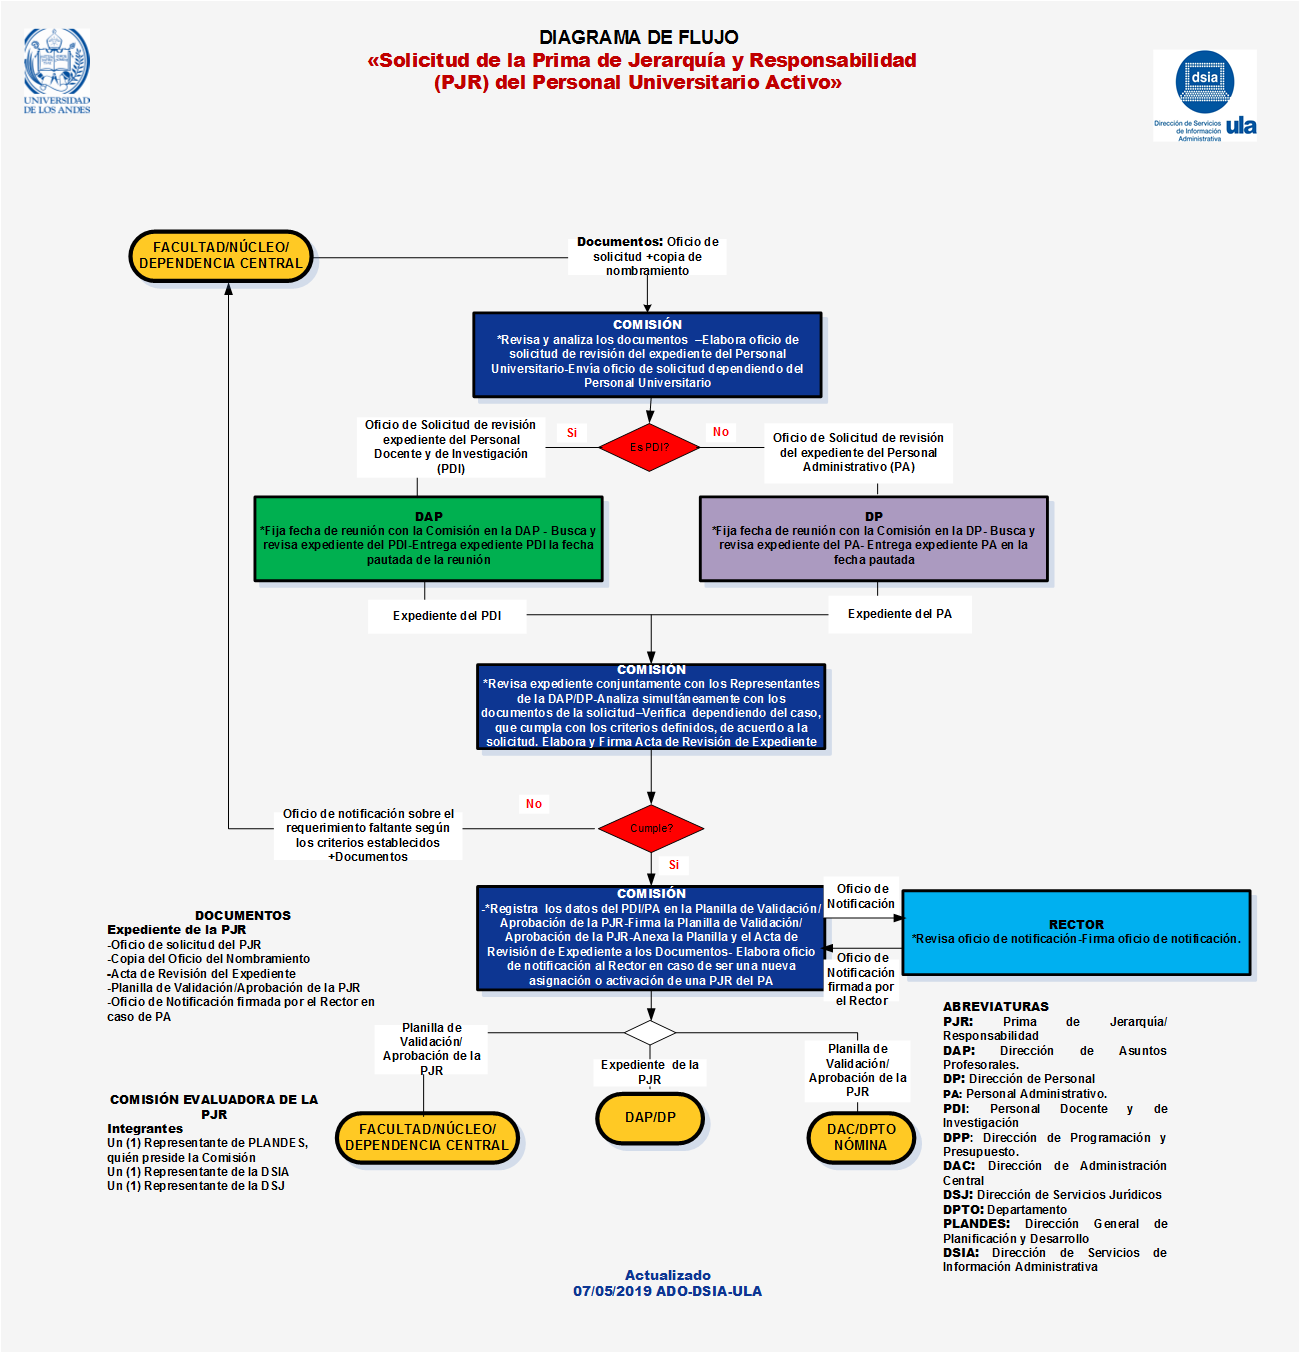 DIAGRAMA DE FLUJO
«Solicitud de la Prima de Jerarquía y Responsabilidad
(PJR) del Personal Universitario Activo»
UNIVERSIDAD
DE LOS ANDES
dsia
Dirección de Servicios
de Información
Administrativa
ula
FACULTAD/NÚCLEO/
DEPENDENCIA CENTRAL
Documentos: Oficio de
solicitud +copia de
nombramiento
COMISIÓN
*Revisa y analiza los documentos –Elabora oficio de
solicitud de revisión del expediente del Personal
Universitario-Envía oficio de solicitud dependiendo del
Personal Universitario
Es PDI?
Si
No
Oficio de Solicitud de revisión
expediente del Personal
Docente y de Investigación
(PDI)
Oficio de Solicitud de revisión
del expediente del Personal
Administrativo (PA)
DAP
*Fija fecha de reunión con la Comisión en la DAP - Busca y
revisa expediente del PDI-Entrega expediente PDI la fecha
pautada de la reunión
DP
*Fija fecha de reunión con la Comisión en la DP- Busca y
revisa expediente del PA- Entrega expediente PA en la
fecha pautada
Expediente del PDI
Expediente del PA
COMISIÓN
*Revisa expediente conjuntamente con los Representantes
de la DAP/DP-Analiza simultáneamente con los
documentos de la solicitud–Verifica dependiendo del caso,
que cumpla con los criterios definidos, de acuerdo a la
solicitud. Elabora y Firma Acta de Revisión de Expediente
Cumple?
No
Si
Oficio de notificación sobre el
requerimiento faltante según
los criterios establecidos
+Documentos
COMISIÓN
-*Registra los datos del PDI/PA en la Planilla de Validación/
Aprobación de la PJR-Firma la Planilla de Validación/
Aprobación de la PJR-Anexa la Planilla y el Acta de
Revisión de Expediente a los Documentos- Elabora oficio
de notificación al Rector en caso de ser una nueva
asignación o activación de una PJR del PA
Oficio de
Notificación
Oficio de
Notificación
firmada por
el Rector
RECTOR
*Revisa oficio de notificación-Firma oficio de notificación.
DOCUMENTOS
Expediente de la PJR
-Oficio de solicitud del PJR
-Copia del Oficio del Nombramiento
-Acta de Revisión del Expediente
-Planilla de Validación/Aprobación de la PJR
-Oficio de Notificación firmada por el Rector en
caso de PA
Planilla de
Validación/
Aprobación de la
PJR
Expediente de la
PJR
Planilla de
Validación/
Aprobación de la
PJR
FACULTAD/NÚCLEO/
DEPENDENCIA CENTRAL
DAP/DP
DAC/DPTO
NÓMINA
COMISIÓN EVALUADORA DE LA
PJR
Integrantes
Un (1) Representante de PLANDES,
quién preside la Comisión
Un (1) Representante de la DSIA
Un (1) Representante de la DSJ
ABREVIATURAS
PJR: Prima de Jerarquía/
Responsabilidad
DAP: Dirección de Asuntos
Profesorales.
DP: Dirección de Personal
PA: Personal Administrativo.
PDI: Personal Docente y de
Investigación
DPP: Dirección de Programación y
Presupuesto.
DAC: Dirección de Administración
Central
DSJ: Dirección de Servicios Jurídicos
DPTO: Departamento
PLANDES: Dirección General de
Planificación y Desarrollo
DSIA: Dirección de Servicios de
Información Administrativa
Actualizado
07/05/2019 ADO-DSIA-ULA